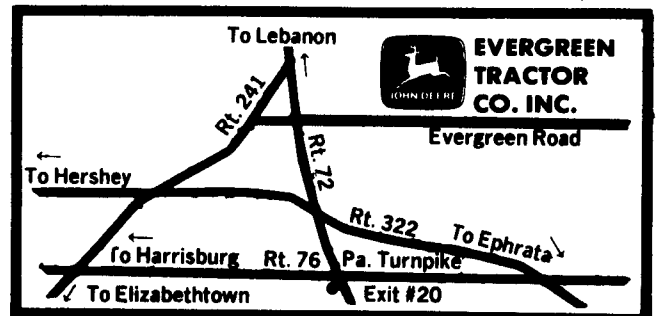 To Lebanon
EVERGREEN
TRACTOR
CO. INC.
JOHN DEERE
Rt. 241
Evergreen Road
To Hershey
Rt. 72
Rt. 322
To Ephrata
To Harrisburg
Rt. 76
Pa. Turnpike
To Elizabethtown
Exit #20